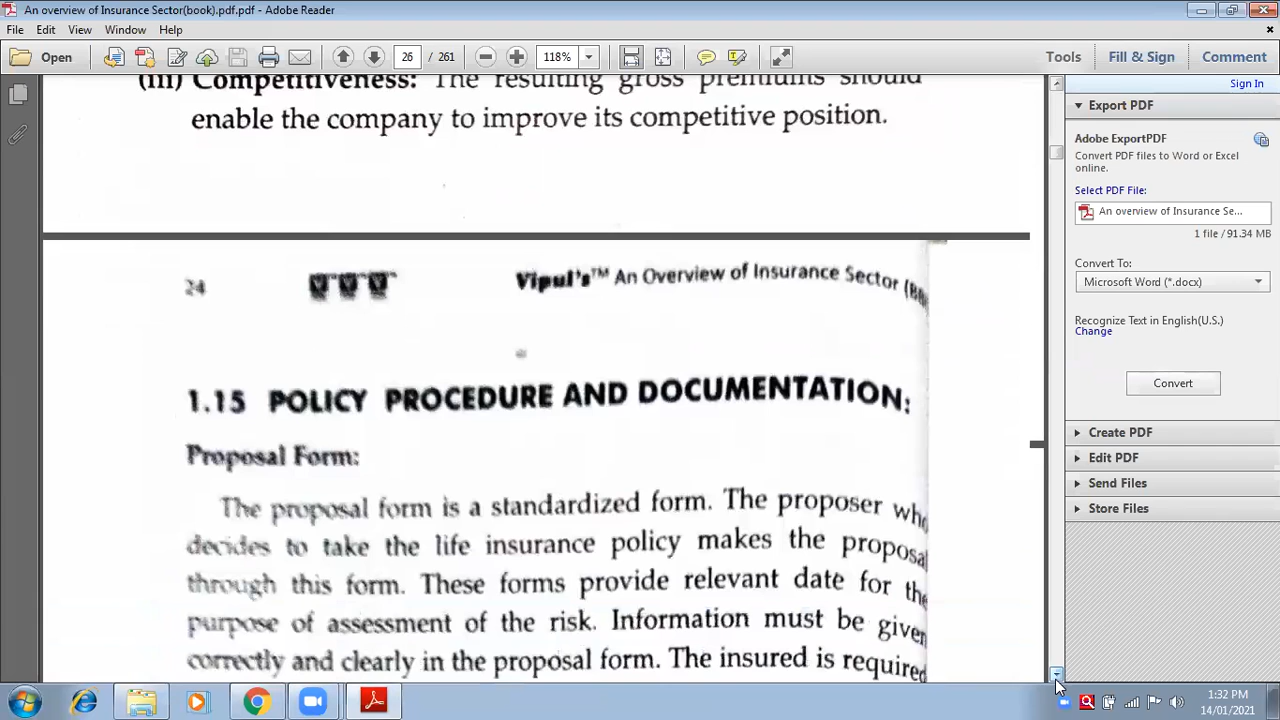 An overview of Insurance Sector(book).pdf.pdf - Adobe Reader
File Edit View Window Help
Open 26 / 261 118% Tools Fill & Sign Comment
Sign In
Export PDF
Adobe ExportPDF
Convert PDF files to Word or Excel
online.
Select PDF File:
An overview of Insurance Se...
1 file / 91.34 MB
Convert To:
Microsoft Word (*.docx)
Recognize Text in English(U.S.)
Change
Convert
Create PDF
Edit PDF
Send Files
Store Files
(iii) Competitiveness: The resulting gross premiums should
enable the company to improve its competitive position.
24 Vipul's™ An Overview of Insurance Sector
1.15 POLICY PROCEDURE AND DOCUMENTATION:
Proposal Form:
The proposal form is a standardized form. The proposer who
decides to take the life insurance policy makes the proposal
through this form. These forms provide relevant date for the
purpose of assessment of the risk. Information must be given
correctly and clearly in the proposal form. The insured is required
1:32 PM
14/01/2021